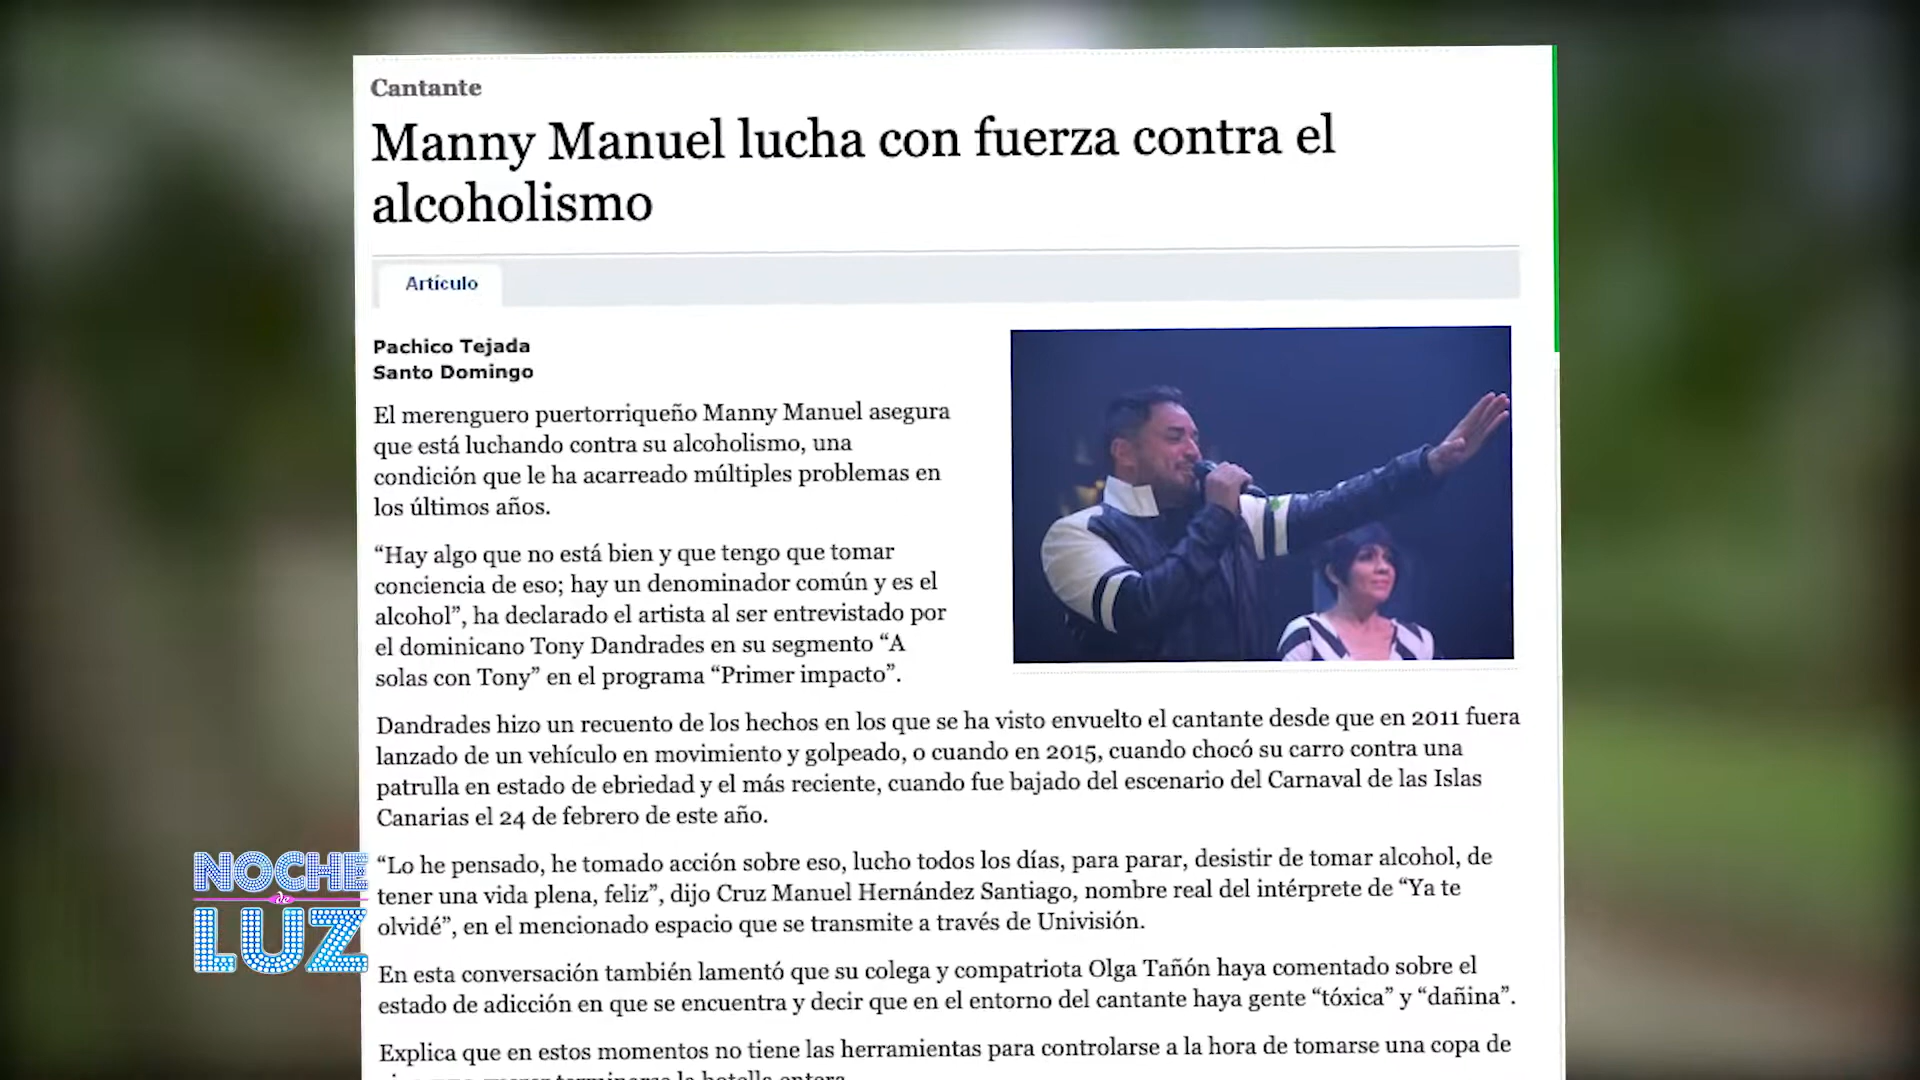 Cantante
Manny Manuel lucha con fuerza contra el
alcoholismo
Artículo
Pachico Tejada
Santo Domingo
El merenguero puertorriqueño Manny Manuel asegura
que está luchando contra su alcoholismo, una
condición que le ha acarreado múltiples problemas en
los últimos años.
“Hay algo que no está bien y que tengo que tomar
conciencia de eso; hay un denominador común y es el
alcohol”, ha declarado el artista al ser entrevistado por
el dominicano Tony Dandrades en su segmento “A
solas con Tony” en el programa “Primer impacto”.
Dandrades hizo un recuento de los hechos en los que se ha visto envuelto el cantante desde que en 2011 fuera
lanzado de un vehículo en movimiento y golpeado, o cuando en 2015, cuando chocó su carro contra una
patrulla en estado de ebriedad y el más reciente, cuando fue bajado del escenario del Carnaval de las Islas
Canarias el 24 de febrero de este año.
“Lo he pensado, he tomado acción sobre eso, lucho todos los días, para parar, desistir de tomar alcohol, de
tener una vida plena, feliz”, dijo Cruz Manuel Hernández Santiago, nombre real del intérprete de “Ya te
olvidé”, en el mencionado espacio que se transmite a través de Univisión.
En esta conversación también lamentó que su colega y compatriota Olga Tañón haya comentado sobre el
estado de adicción en que se encuentra y decir que en el entorno del cantante haya gente “tóxica” y “dañina”.
Explica que en estos momentos no tiene las herramientas para controlarse a la hora de tomarse una copa de
NOCHE
de
LUZ